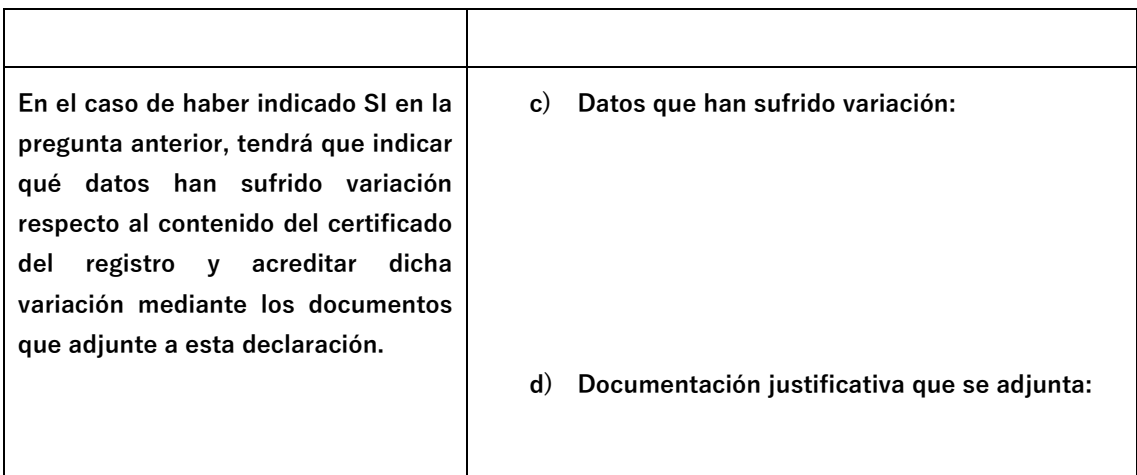 En el caso de haber indicado SI en la
pregunta anterior, tendrá que indicar
qué datos han sufrido variación
respecto al contenido del certificado
del registro y acreditar dicha
variación mediante los documentos
que adjunte a esta declaración.
c) Datos que han sufrido variación:
d) Documentación justificativa que se adjunta: